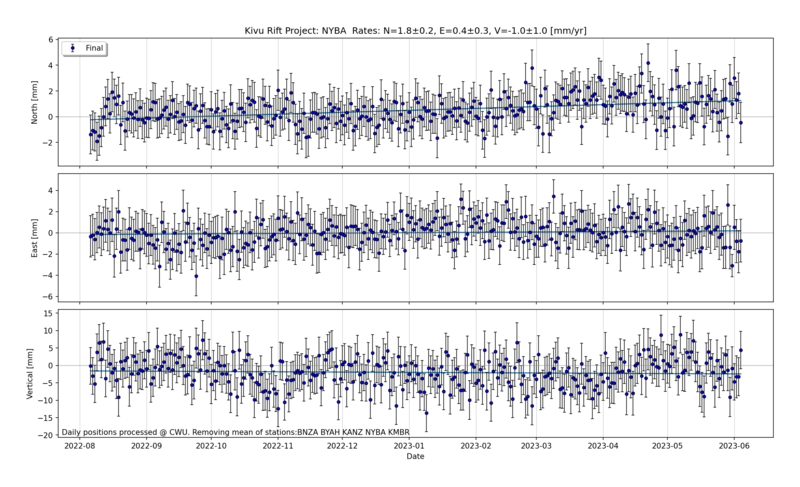 Kivu Rift Project: NYBA Rates: N=1.8±0.2, E=0.4±0.3, V=-1.0±1.0 [mm/yr]
Final
North [mm]
6
4
2
0
−2
East [mm]
4
2
0
−2
−4
−6
Vertical [mm]
15
10
5
0
−5
−10
−15
−20
Daily positions processed @ CWU. Removing mean of stations:BNZA BYAH KANZ NYBA KMBR
2022-08 2022-09 2022-10 2022-11 2022-12 2023-01 2023-02 2023-03 2023-04 2023-05 2023-06
Date